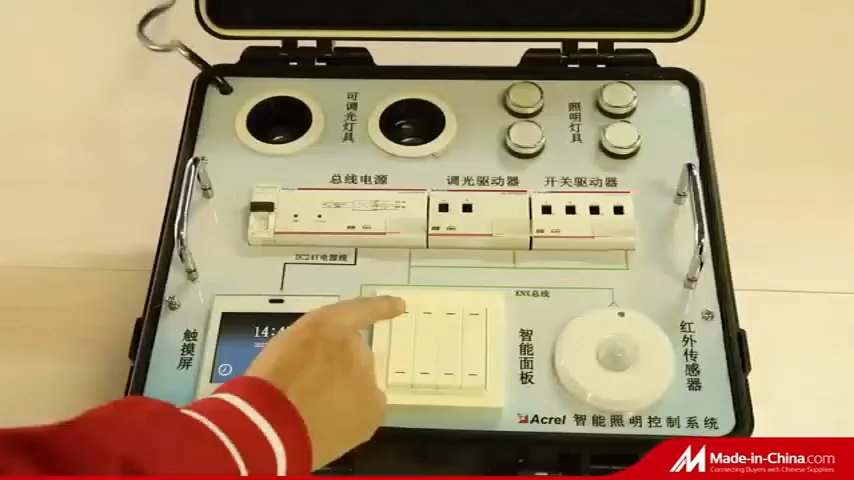 可调光灯具
照明灯具
总线电源
调光驱动器
开关驱动器
DC24V电源线
KNX总线
触摸屏
14:4
智能面板
红外传感器
Acrel 智能照明控制系统
Made-in-China.com
Connecting Buyers with Chinese Suppliers